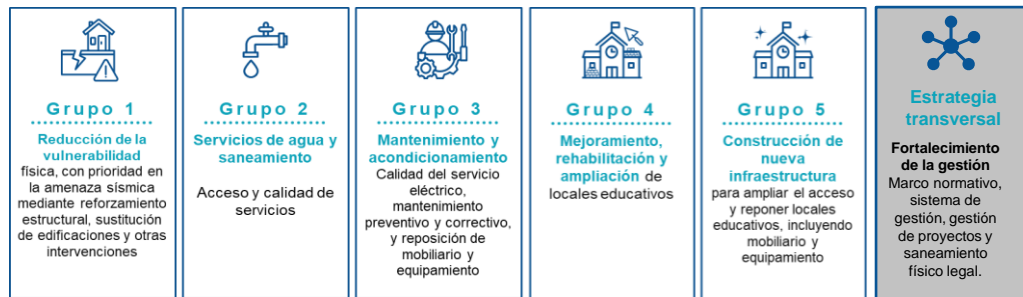 Grupo 1
Reducción de la
vulnerabilidad
física, con prioridad en
la amenaza sísmica
mediante reforzamiento
estructural, sustitución
de edificaciones y otras
intervenciones
Grupo 2
Servicios de agua y
saneamiento
Acceso y calidad de
servicios
Grupo 3
Mantenimiento y
acondicionamiento
Calidad del servicio
eléctrico,
mantenimiento
preventivo y correctivo,
y reposición de
mobiliario y
equipamiento
Grupo 4
Mejoramiento,
rehabilitación y
ampliación de
locales educativos
Grupo 5
Construcción de
nueva
infraestructura
para ampliar el acceso
y reponer locales
educativos, incluyendo
mobiliario y
equipamiento
Estrategia
transversal
Fortalecimiento
de la gestión
Marco normativo,
sistema de
gestión, gestión
de proyectos y
saneamiento
físico legal.